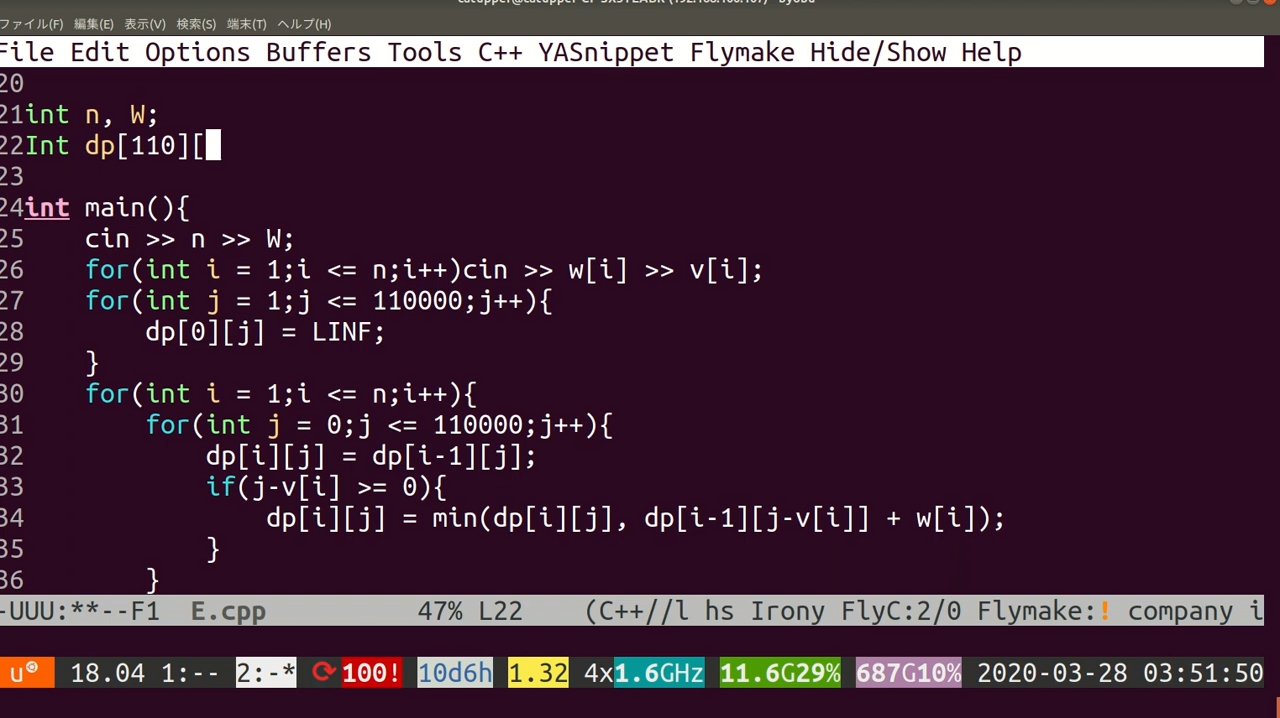 ファイル(F) 編集(E) 表示(V) 検索(S) 端末(T) ヘルプ(H)
File Edit Options Buffers Tools C++ YASnippet Flymake Hide/Show Help
20
21int n, W;
22Int dp[110][
23
24int main(){
25    cin >> n >> W;
26    for(int i = 1;i <= n;i++)cin >> w[i] >> v[i];
27    for(int j = 1;j <= 110000;j++){
28        dp[0][j] = LINF;
29    }
30    for(int i = 1;i <= n;i++){
31        for(int j = 0;j <= 110000;j++){
32            dp[i][j] = dp[i-1][j];
33            if(j-v[i] >= 0){
34                dp[i][j] = min(dp[i][j], dp[i-1][j-v[i]] + w[i]);
35            }
36        }
-UUU:**--F1  E.cpp          47% L22    (C++//l hs Irony FlyC:2/0 Flymake:! company i
u 18.04 1:-- 2:-* 100! 10d6h 1.32 4x1.6GHz 11.6G29% 687G10% 2020-03-28 03:51:50